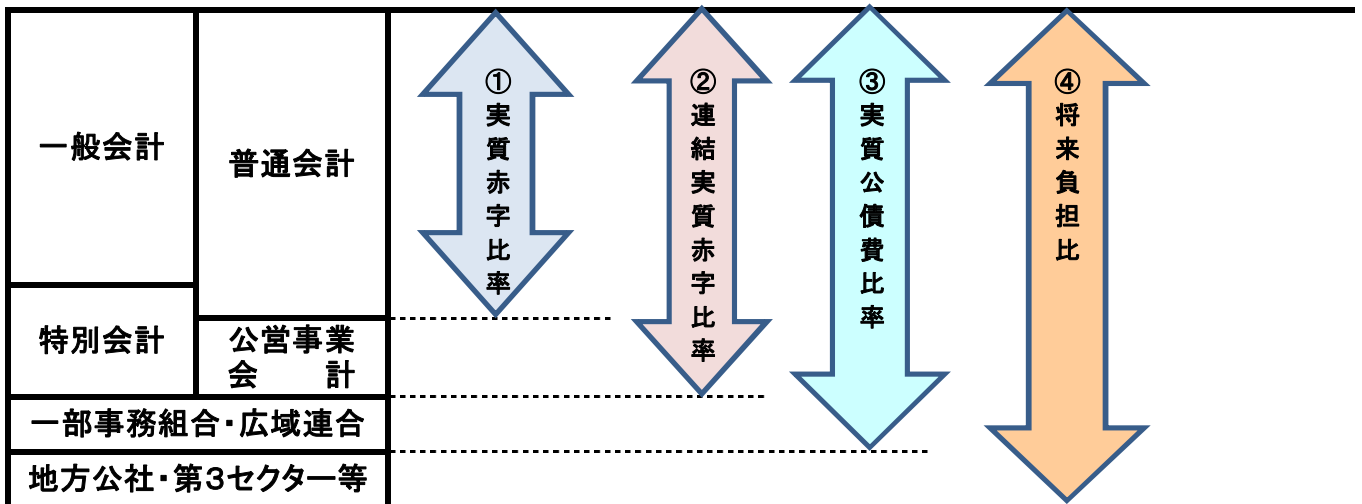 一般会計
普通会計
特別会計
公営事業
会　　計
一部事務組合・広域連合
地方公社・第３セクター等
①実質赤字比率
②連結実質赤字比率
③実質公債費比率
④将来負担比